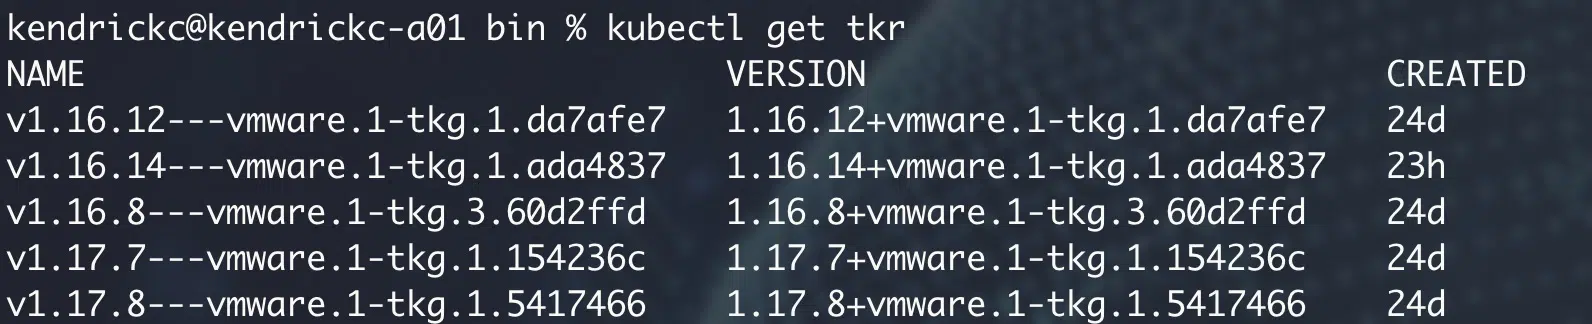 kendrickc@kendrickc-a01 bin % kubectl get tkr
NAME VERSION CREATED
v1.16.12---vmware.1-tkg.1.da7afe7 1.16.12+vmware.1-tkg.1.da7afe7 24d
v1.16.14---vmware.1-tkg.1.ada4837 1.16.14+vmware.1-tkg.1.ada4837 23h
v1.16.8---vmware.1-tkg.3.60d2ffd 1.16.8+vmware.1-tkg.3.60d2ffd 24d
v1.17.7---vmware.1-tkg.1.154236c 1.17.7+vmware.1-tkg.1.154236c 24d
v1.17.8---vmware.1-tkg.1.5417466 1.17.8+vmware.1-tkg.1.5417466 24d